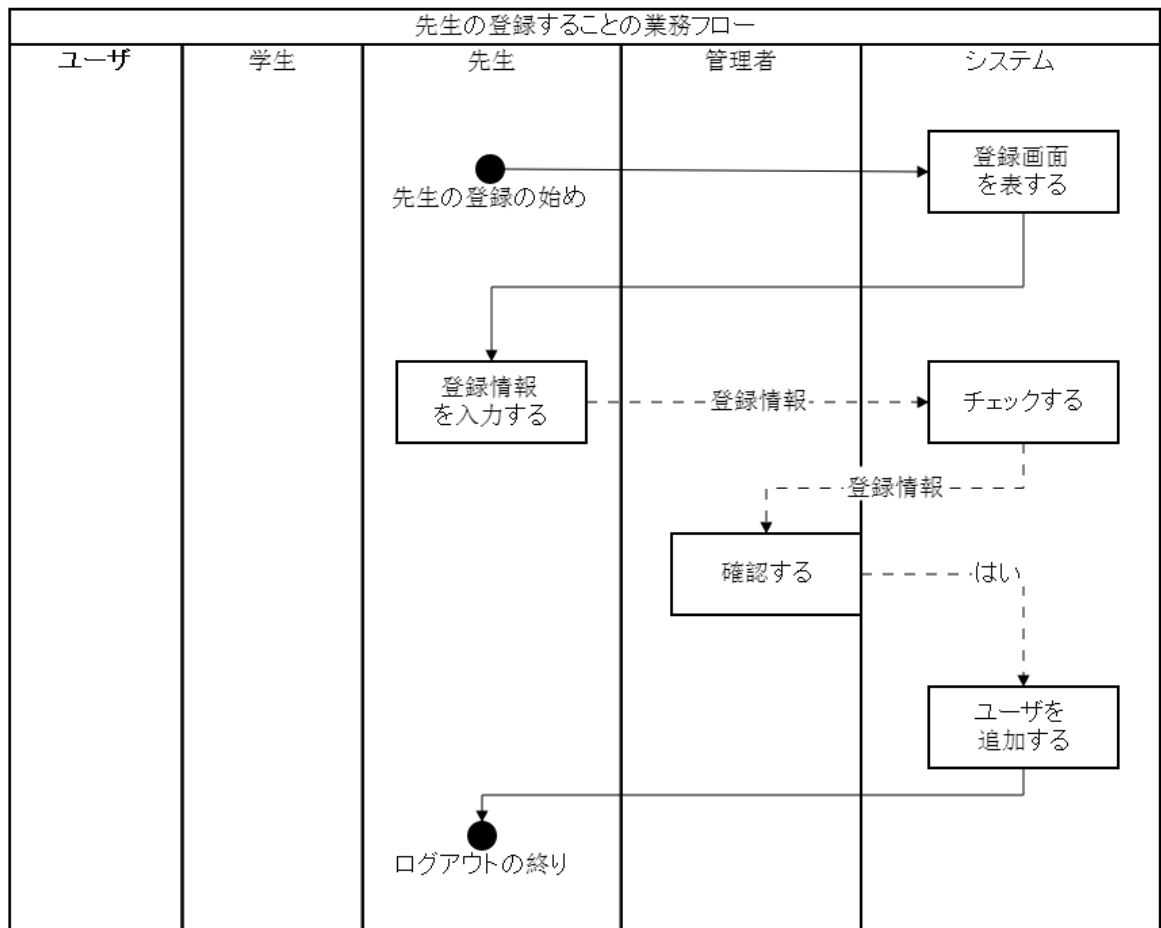 先生の登録することの業務フロー
ユーザ
学生
先生
管理者
システム
登録画面
を表する
先生の登録の始め
登録情報
を入力する
登録情報
チェックする
登録情報
確認する
はい
ユーザを
追加する
ログアウトの終り